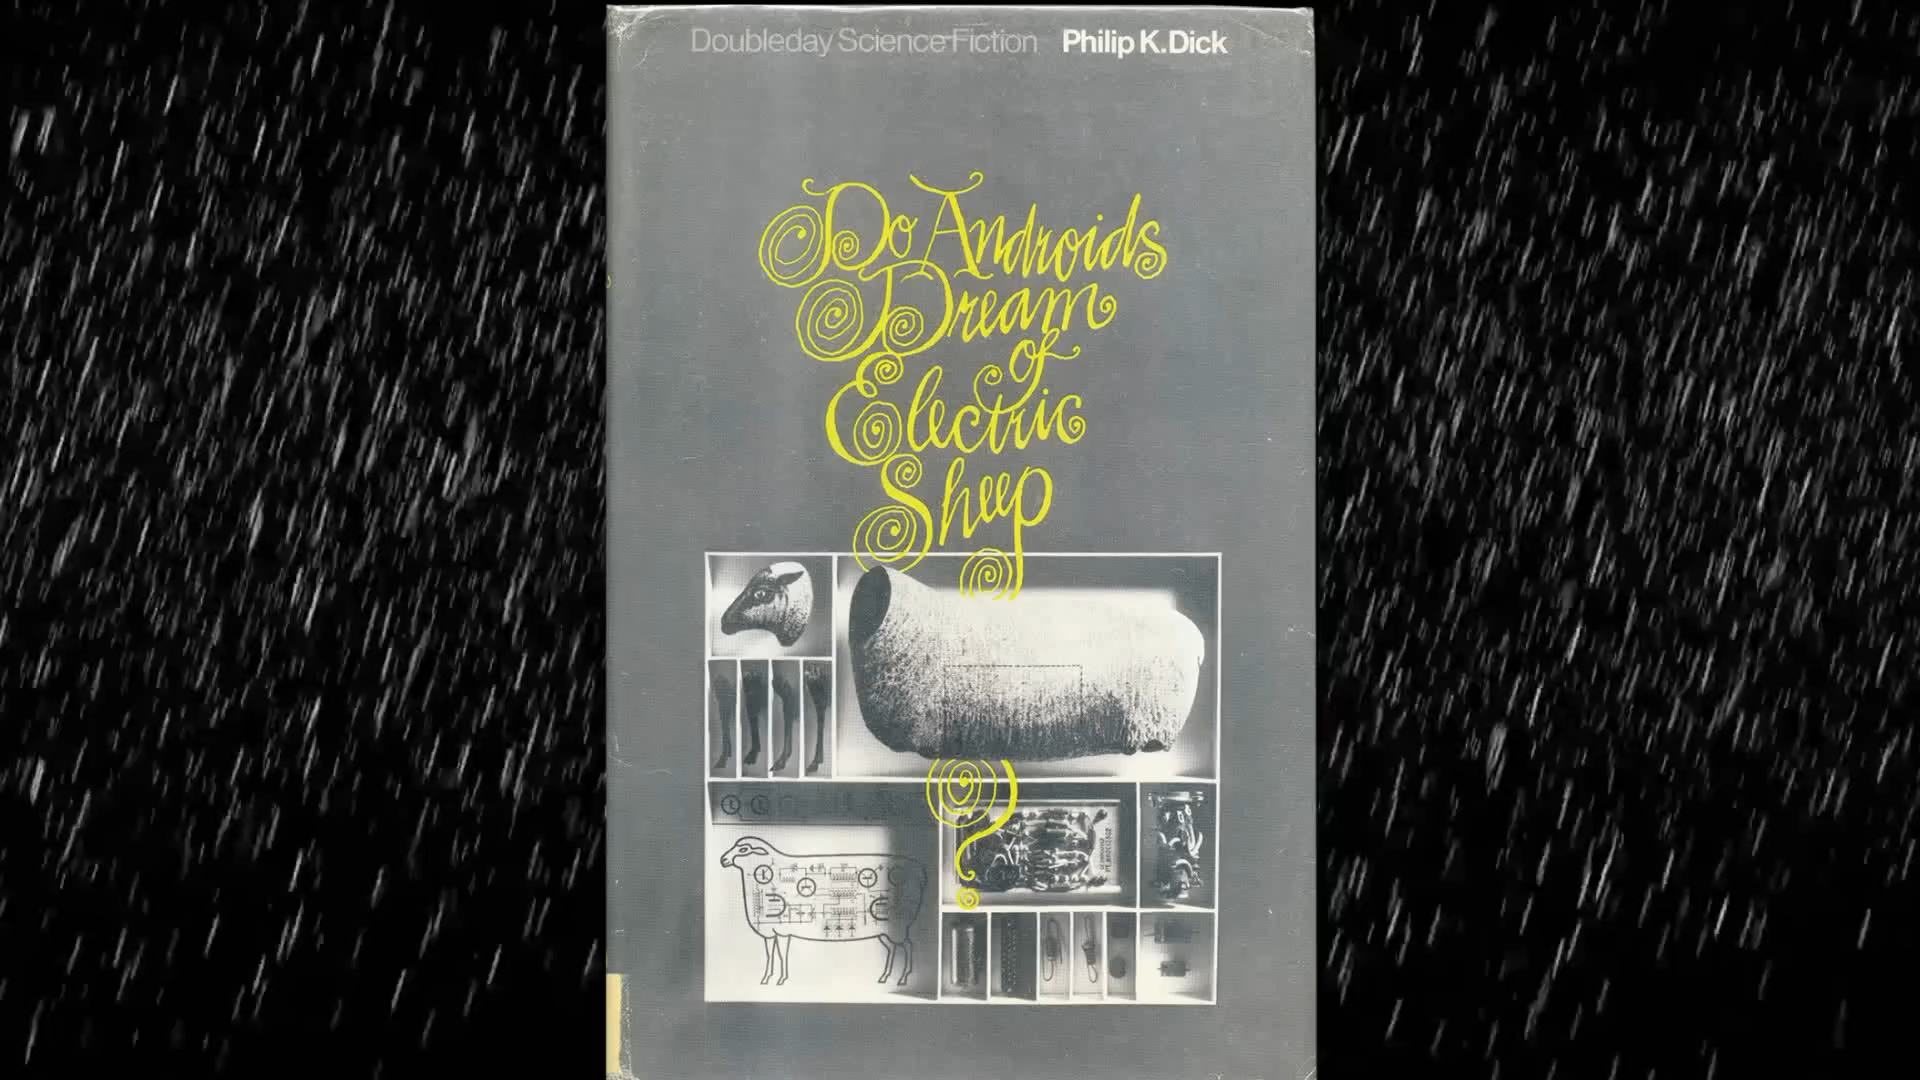 Doubleday Science Fiction Philip K. Dick
Do Androids
Dream
of
Electric
Sheep
?